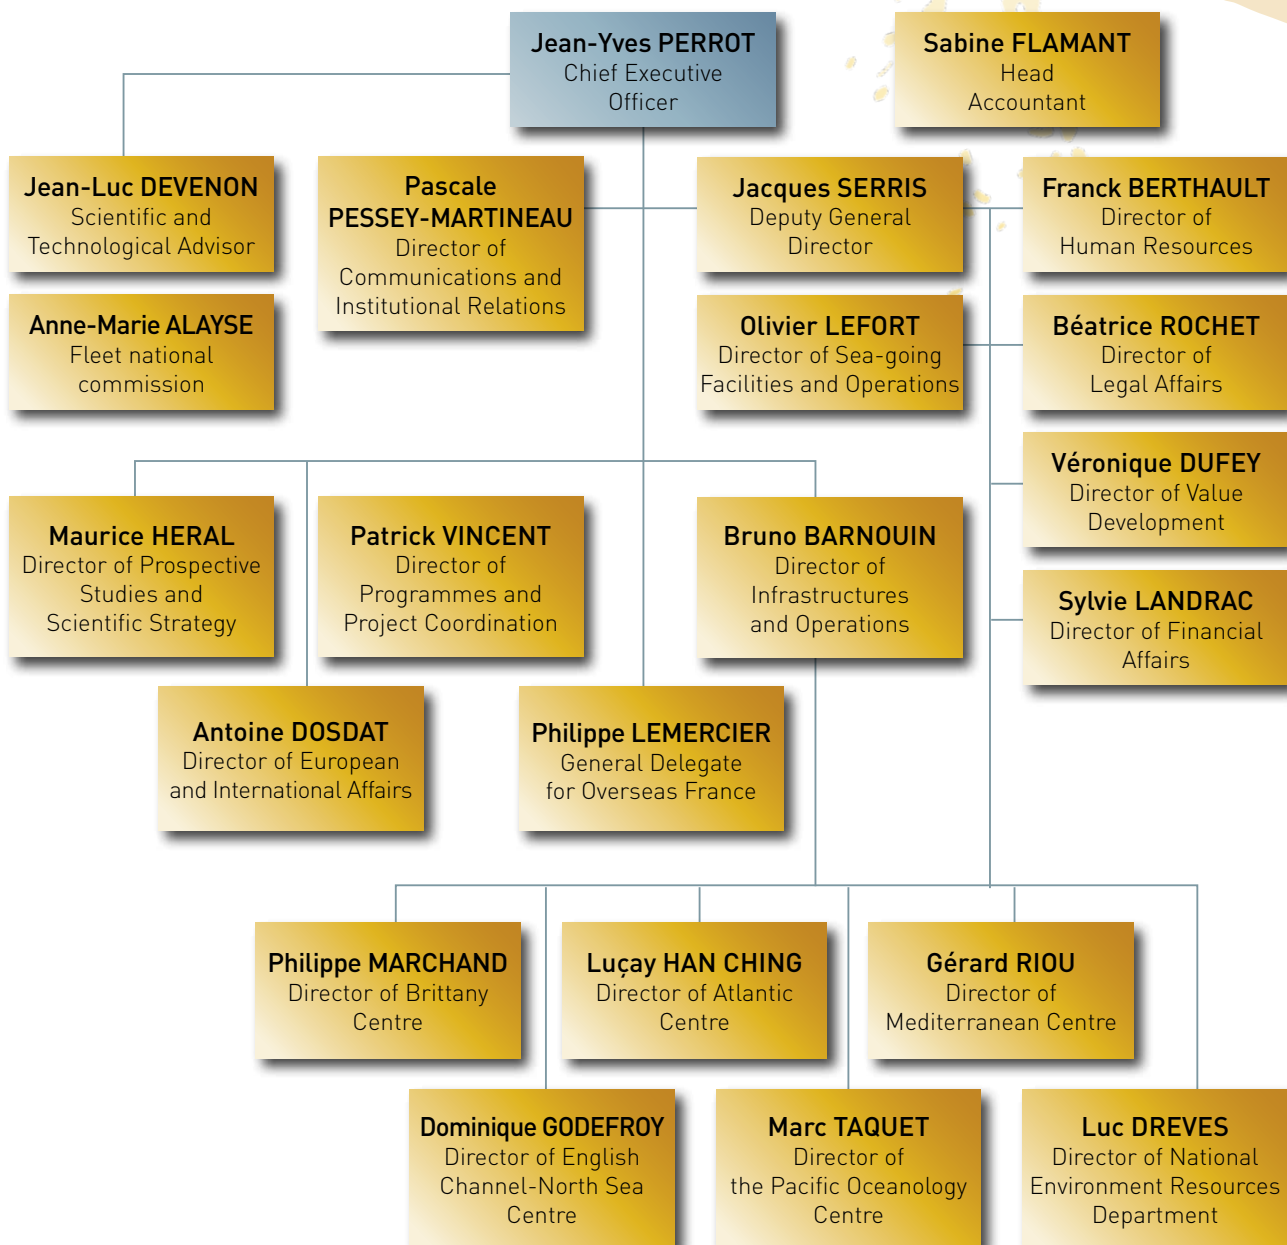 Jean-Yves PERROT
Chief Executive
Officer
Sabine FLAMANT
Head
Accountant
Jean-Luc DEVENON
Scientific and
Technological Advisor
Pascale
PESSEY-MARTINEAU
Director of
Communications and
Institutional Relations
Jacques SERRIS
Deputy General
Director
Franck BERTHAULT
Director of
Human Resources
Anne-Marie ALAYSE
Fleet national
commission
Olivier LEFORT
Director of Sea-going
Facilities and Operations
Béatrice ROCHET
Director of
Legal Affairs
Véronique DUFEY
Director of Value
Development
Maurice HERAL
Director of Prospective
Studies and
Scientific Strategy
Patrick VINCENT
Director of
Programmes and
Project Coordination
Bruno BARNOUIN
Director of
Infrastructures
and Operations
Sylvie LANDRAC
Director of Financial
Affairs
Antoine DOSDAT
Director of European
and International Affairs
Philippe LEMERCIER
General Delegate
for Overseas France
Philippe MARCHAND
Director of Brittany
Centre
Luçay HAN CHING
Director of Atlantic
Centre
Gérard RIOU
Director of
Mediterranean Centre
Dominique GODEFROY
Director of English
Channel-North Sea
Centre
Marc TAQUET
Director of
the Pacific Oceanology
Centre
Luc DREVES
Director of National
Environment Resources
Department